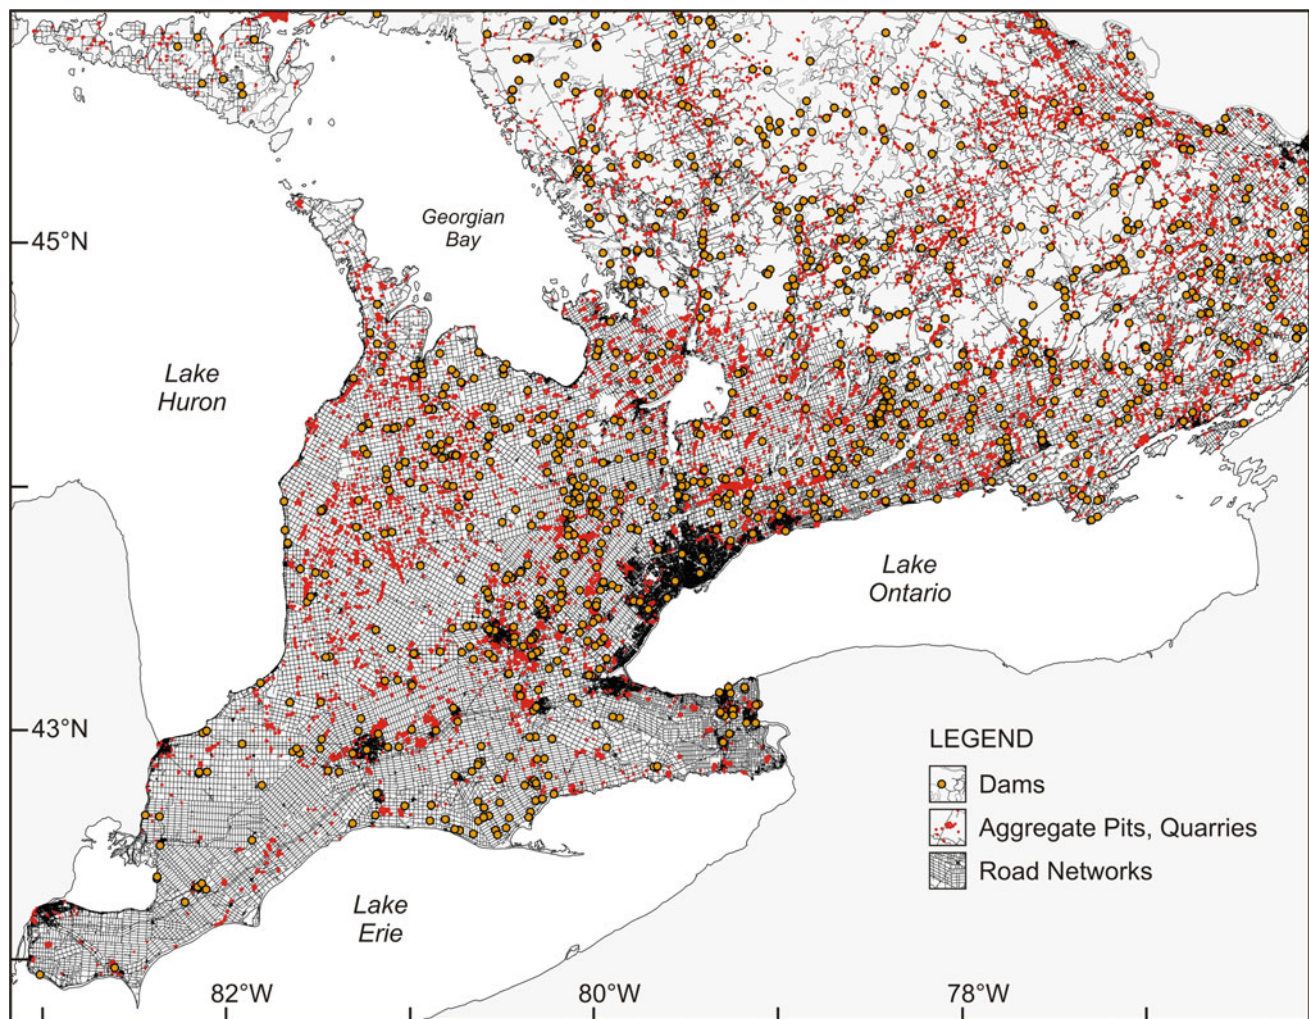 Georgian
Bay
45°N
Lake
Huron
Lake
Ontario
43°N
LEGEND
Dams
Aggregate Pits, Quarries
Road Networks
Lake
Erie
82°W
80°W
78°W